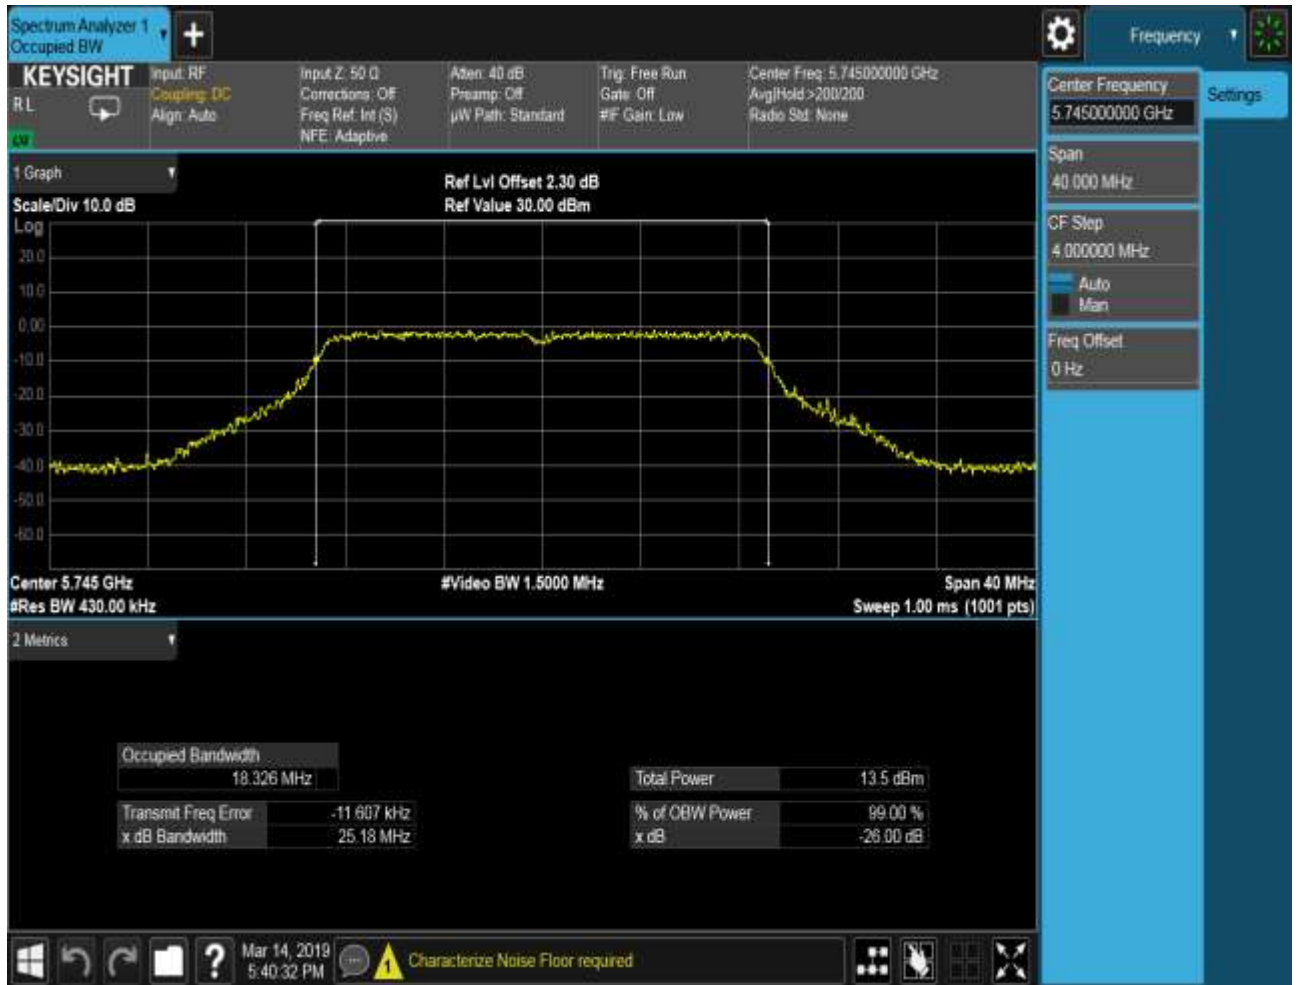 Spectrum Analyzer 1
Occupied BW
Frequency
KEYSIGHT
R L
Input: RF
Coupling: DC
Align: Auto
Input Z: 50 Ω
Corrections: Off
Freq Ref: Int (S)
NFE: Adaptive
Atten: 40 dB
Preamp: Off
µW Path: Standard
Trig: Free Run
Gate: Off
#IF Gain: Low
Center Freq: 5.745000000 GHz
Avg|Hold:>200/200
Radio Std: None
Center Frequency
5.745000000 GHz
Settings
Span
40.000 MHz
CF Step
4.000000 MHz
Auto
Man
Freq Offset
0 Hz
1 Graph
Scale/Div 10.0 dB
Ref Lvl Offset 2.30 dB
Ref Value 30.00 dBm
Log
20.0
10.0
0.00
-10.0
-20.0
-30.0
-40.0
-50.0
-60.0
Center 5.745 GHz
#Video BW 1.5000 MHz
Span 40 MHz
#Res BW 430.00 kHz
Sweep 1.00 ms (1001 pts)
2 Metrics
Occupied Bandwidth
18.326 MHz
Total Power 13.5 dBm
Transmit Freq Error -11.607 kHz
% of OBW Power 99.00 %
x dB Bandwidth 25.18 MHz
x dB -26.00 dB
?
Mar 14, 2019
5:40:32 PM
1
Characterize Noise Floor required